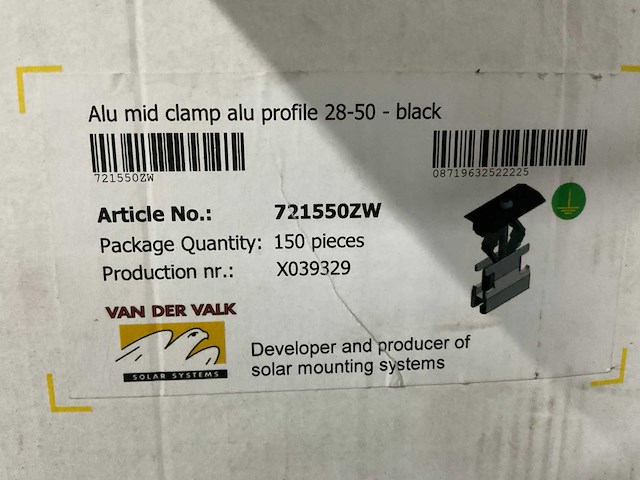 Alu mid clamp alu profile 28-50 - black
721550ZW
08719632522225
Article No.: 721550ZW
Package Quantity: 150 pieces
Production nr.: X039329
VAN DER VALK
SOLAR SYSTEMS
Developer and producer of
solar mounting systems